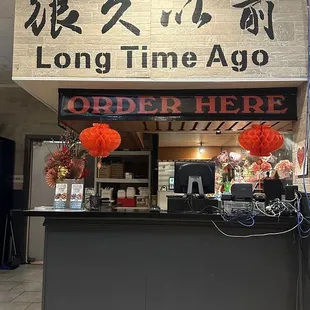 很久以前
Long Time Ago
ORDER HERE